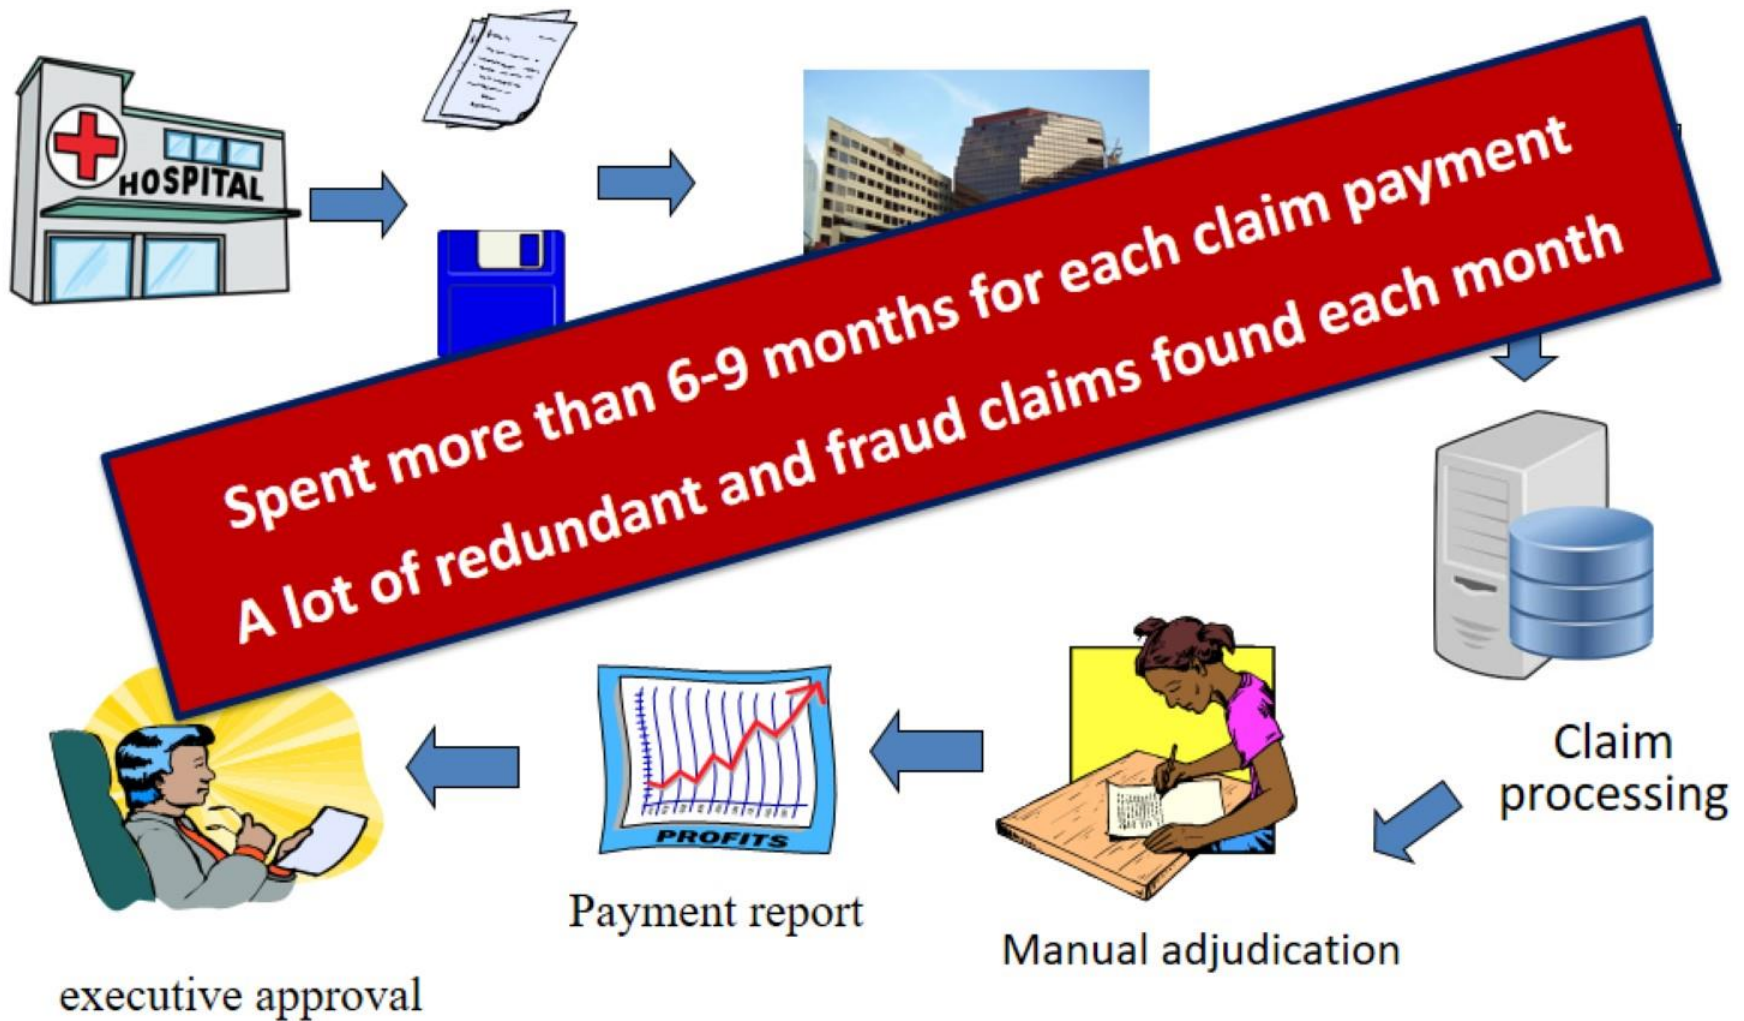 HOSPITAL
Spent more than 6-9 months for each claim payment
A lot of redundant and fraud claims found each month
Claim
processing
PROFITS
Payment report
Manual adjudication
executive approval